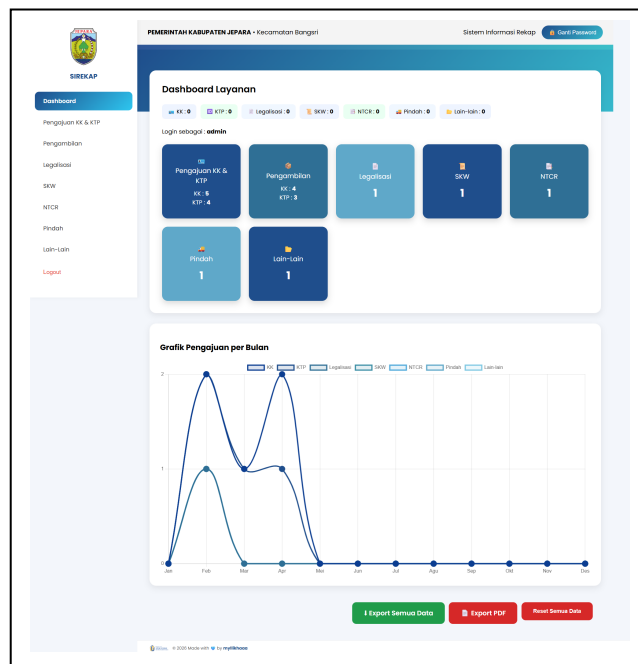 SIREKAP
Dashboard
Pengajuan KK & KTP
Pengambilan
Legalisasi
SKW
NTCR
Pindah
Lain-Lain
Logout
PEMERINTAH KABUPATEN JEPARA • Kecamatan Bangsri
Sistem Informasi Rekap
Ganti Password
Dashboard Layanan
KK : 0
KTP : 0
Legalisasi : 0
SKW : 0
NTCR : 0
Pindah : 0
Lain-lain : 0
Login sebagai : admin
Pengajuan KK &
KTP
KK : 5
KTP : 4
Pengambilan
KK : 4
KTP : 3
Legalisasi
1
SKW
1
NTCR
1
Pindah
1
Lain-Lain
1
Grafik Pengajuan per Bulan
KK KTP Legalisasi SKW NTCR Pindah Lain-lain
2
1
0
Jan Feb Mar Apr Mei Jun Jul Agu Sep Okt Nov Des
Export Semua Data
Export PDF
Reset Semua Data
© 2026 Made with by mylilkhaaa